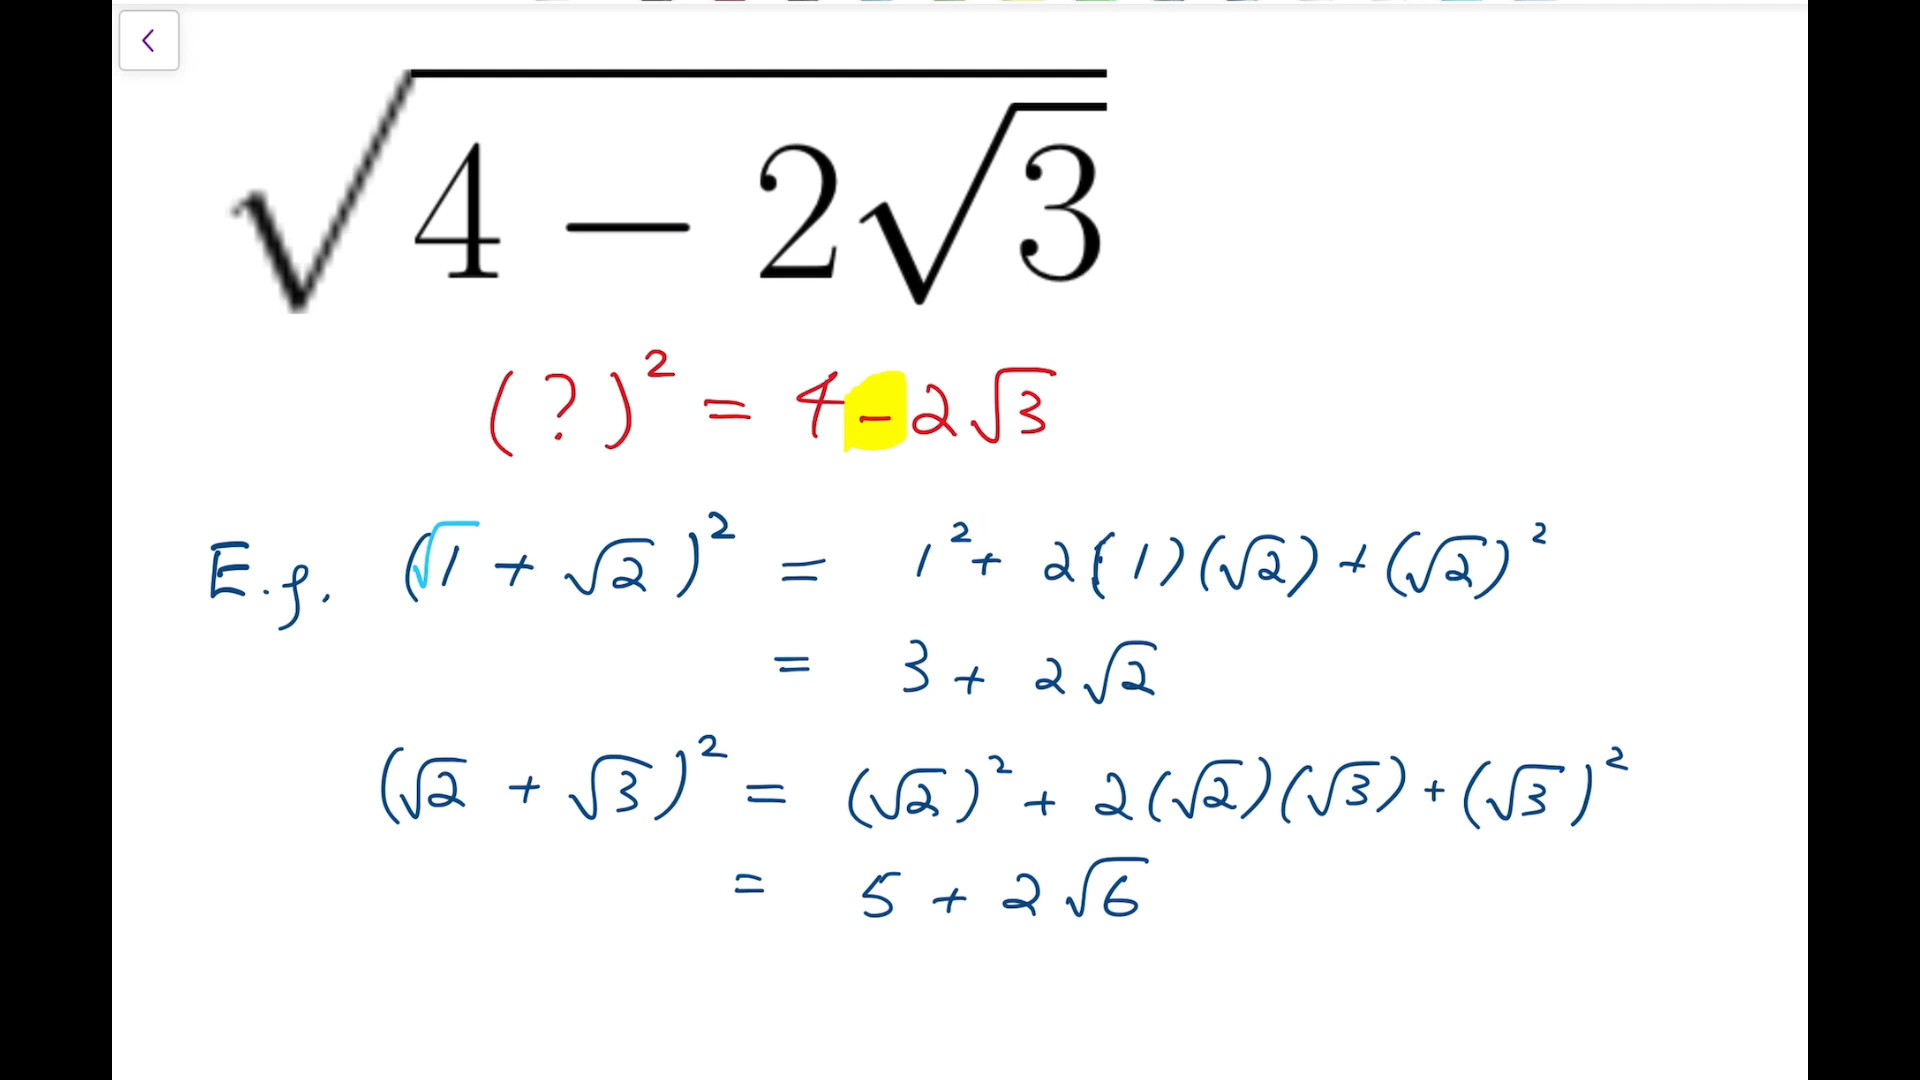 √(4 − 2√3)
( ? )² = 4 - 2√3
E.g. (√1 + √2)² = 1² + 2(1)(√2) + (√2)²
= 3 + 2√2
(√2 + √3)² = (√2)² + 2(√2)(√3) + (√3)²
= 5 + 2√6